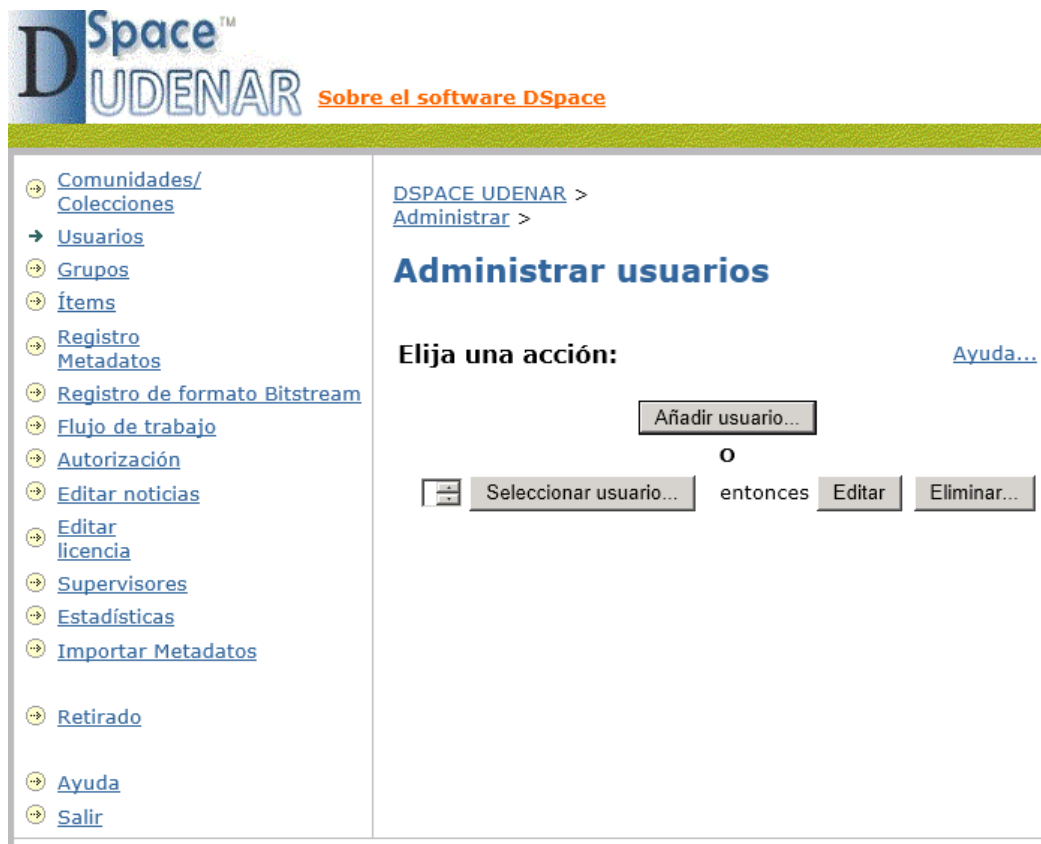 DSpace™
UDENAR
Sobre el software DSpace
Comunidades/
Colecciones
Usuarios
Grupos
Ítems
Registro
Metadatos
Registro de formato Bitstream
Flujo de trabajo
Autorización
Editar noticias
Editar
licencia
Supervisores
Estadísticas
Importar Metadatos
Retirado
Ayuda
Salir
DSPACE UDENAR >
Administrar >
Administrar usuarios
Elija una acción: Ayuda...
Añadir usuario...
O
Seleccionar usuario... entonces Editar Eliminar...